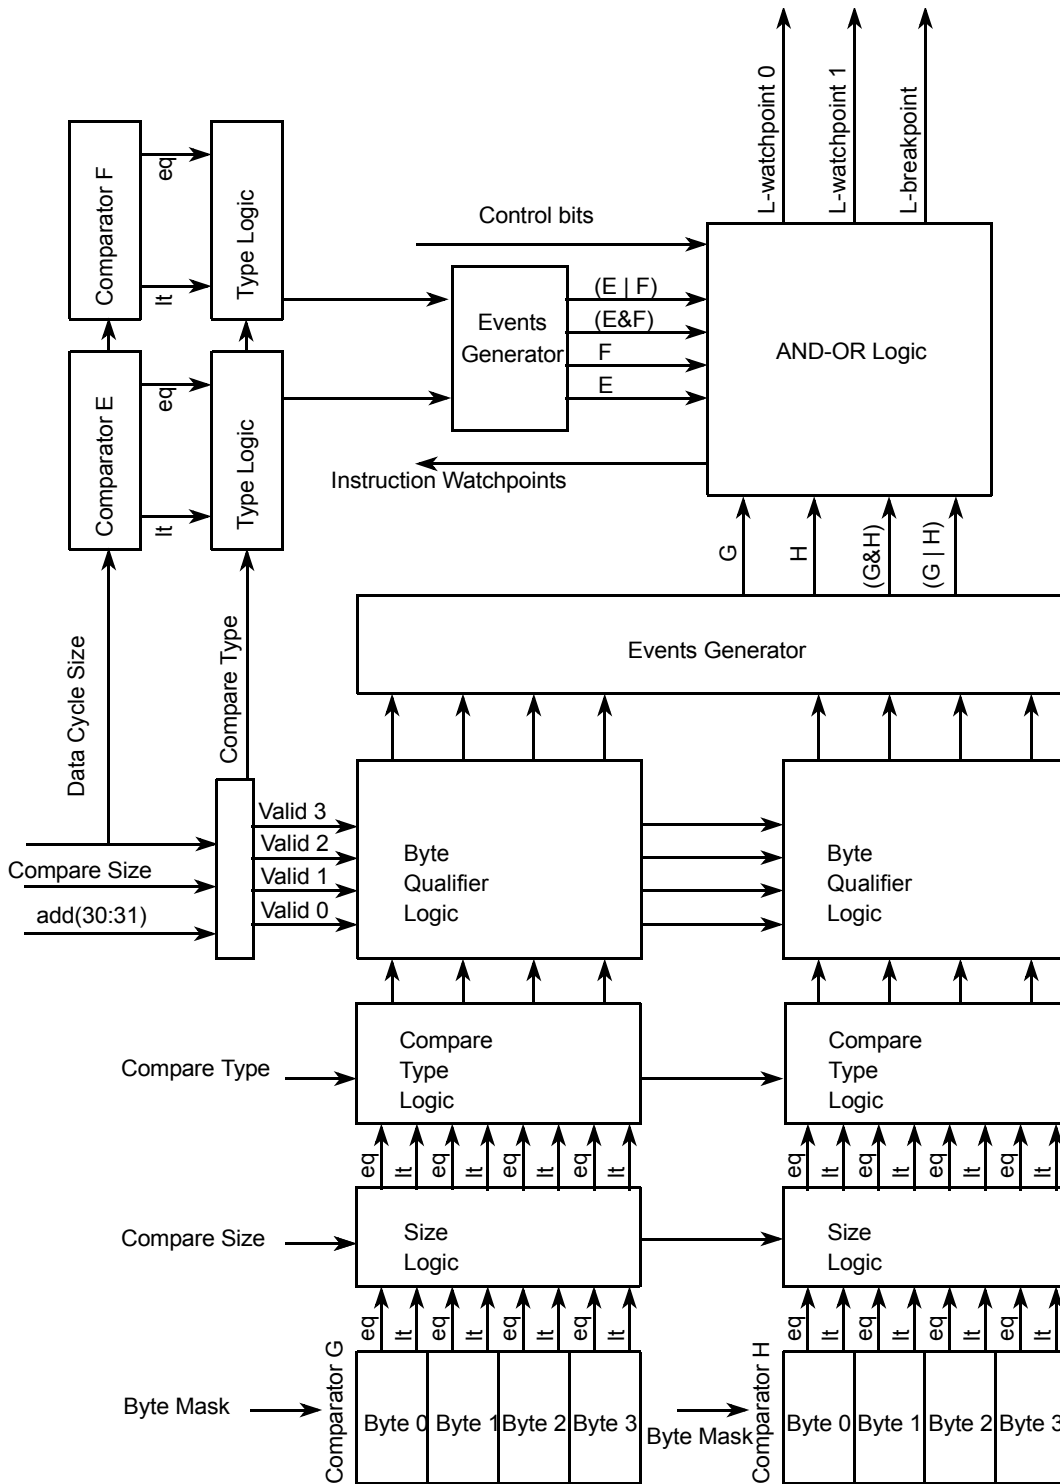 L-watchpoint 0
L-watchpoint 1
L-breakpoint
Comparator F
eq
lt
Type Logic
Control bits
Events
Generator
(E | F)
(E&F)
F
E
AND-OR Logic
Comparator E
eq
lt
Type Logic
Instruction Watchpoints
G
H
(G&H)
(G | H)
Events Generator
Data Cycle Size
Compare Type
Compare Size
add(30:31)
Valid 3
Valid 2
Valid 1
Valid 0
Byte
Qualifier
Logic
Byte
Qualifier
Logic
Compare Type
Compare
Type
Logic
Compare
Type
Logic
eq lt eq lt eq lt eq lt
eq lt eq lt eq lt eq lt
Compare Size
Size
Logic
Size
Logic
eq lt eq lt eq lt eq lt
eq lt eq lt eq lt eq lt
Byte Mask
Comparator G
Byte 0 Byte 1 Byte 2 Byte 3
Byte Mask
Comparator H
Byte 0 Byte 1 Byte 2 Byte 3